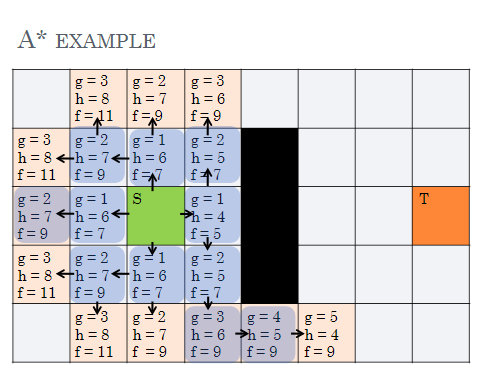 A* EXAMPLE
g = 3 g = 2 g = 3
h = 8 h = 7 h = 6
f = 11 f = 9 f = 9
g = 3 g = 2 g = 1 g = 2
h = 8 h = 7 h = 6 h = 5
f = 11 f = 9 f = 7 f = 7
g = 2 g = 1 S g = 1 T
h = 7 h = 6 h = 4
f = 9 f = 7 f = 5
g = 3 g = 2 g = 1 g = 2
h = 8 h = 7 h = 6 h = 5
f = 11 f = 9 f = 7 f = 7
g = 3 g = 2 g = 3 g = 4 g = 5
h = 8 h = 7 h = 6 h = 5 h = 4
f = 11 f = 9 f = 9 f = 9 f = 9